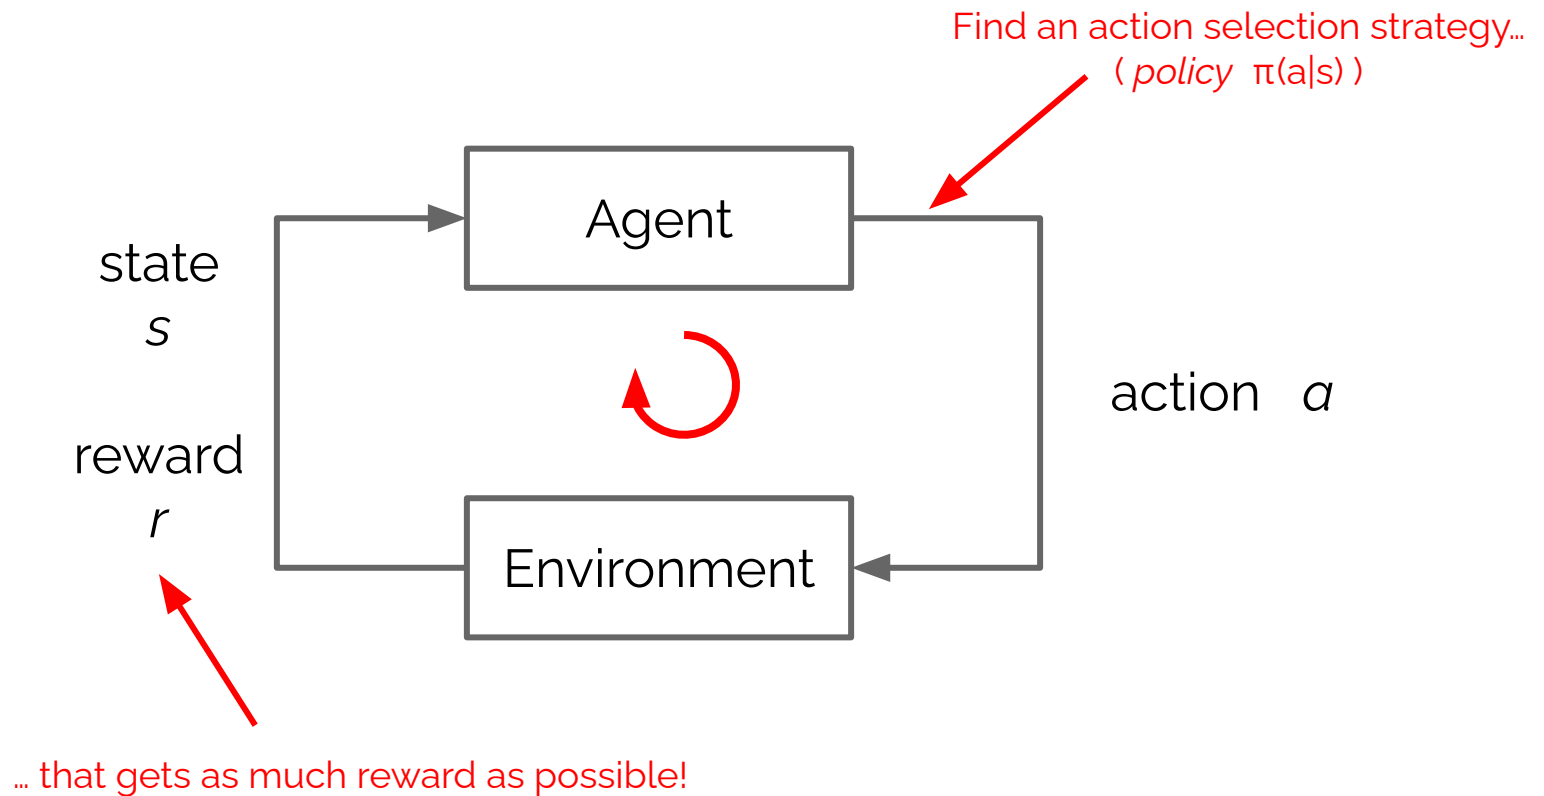 Find an action selection strategy...
( policy π(a|s) )
Agent
state
s
action a
reward
r
Environment
... that gets as much reward as possible!